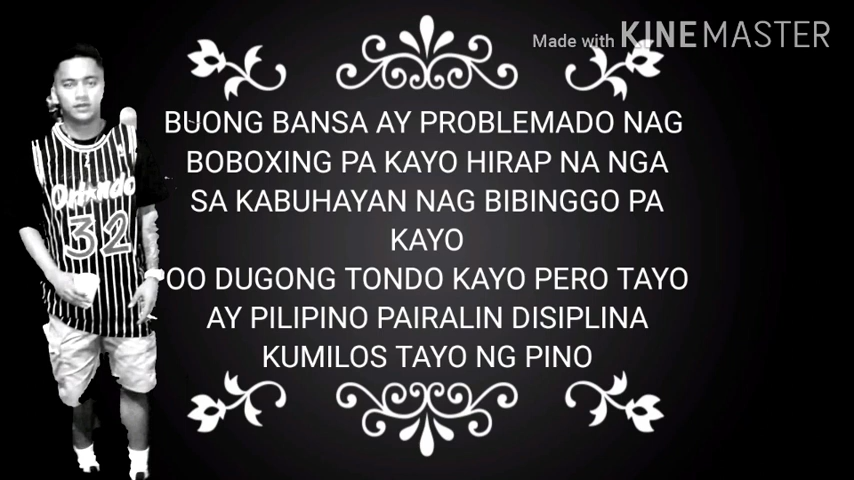 Made with KINEMASTER
BUONG BANSA AY PROBLEMADO NAG
BOBOXING PA KAYO HIRAP NA NGA
SA KABUHAYAN NAG BIBINGGO PA
KAYO
OO DUGONG TONDO KAYO PERO TAYO
AY PILIPINO PAIRALIN DISIPLINA
KUMILOS TAYO NG PINO
Orlando
32